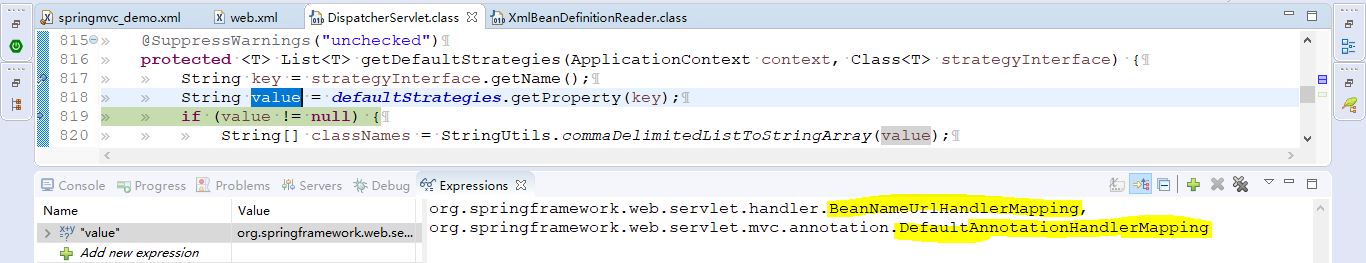 springmvc_demo.xml web.xml DispatcherServlet.class XmlBeanDefinitionReader.class
815 » @SuppressWarnings("unchecked")¶
816 » protected·<T>·List<T>·getDefaultStrategies(ApplicationContext·context,·Class<T>·strategyInterface)·{¶
817 » » String·key·=·strategyInterface.getName();¶
818 » » String·value·=·defaultStrategies.getProperty(key);¶
819 » » if·(value·!=·null)·{¶
820 » » » String[]·classNames·=·StringUtils.commaDelimitedListToStringArray(value);¶
Console Progress Problems Servers Debug Expressions
Name Value
"value" org.springframework.web.se...
Add new expression
org.springframework.web.servlet.handler.BeanNameUrlHandlerMapping,
org.springframework.web.servlet.mvc.annotation.DefaultAnnotationHandlerMapping